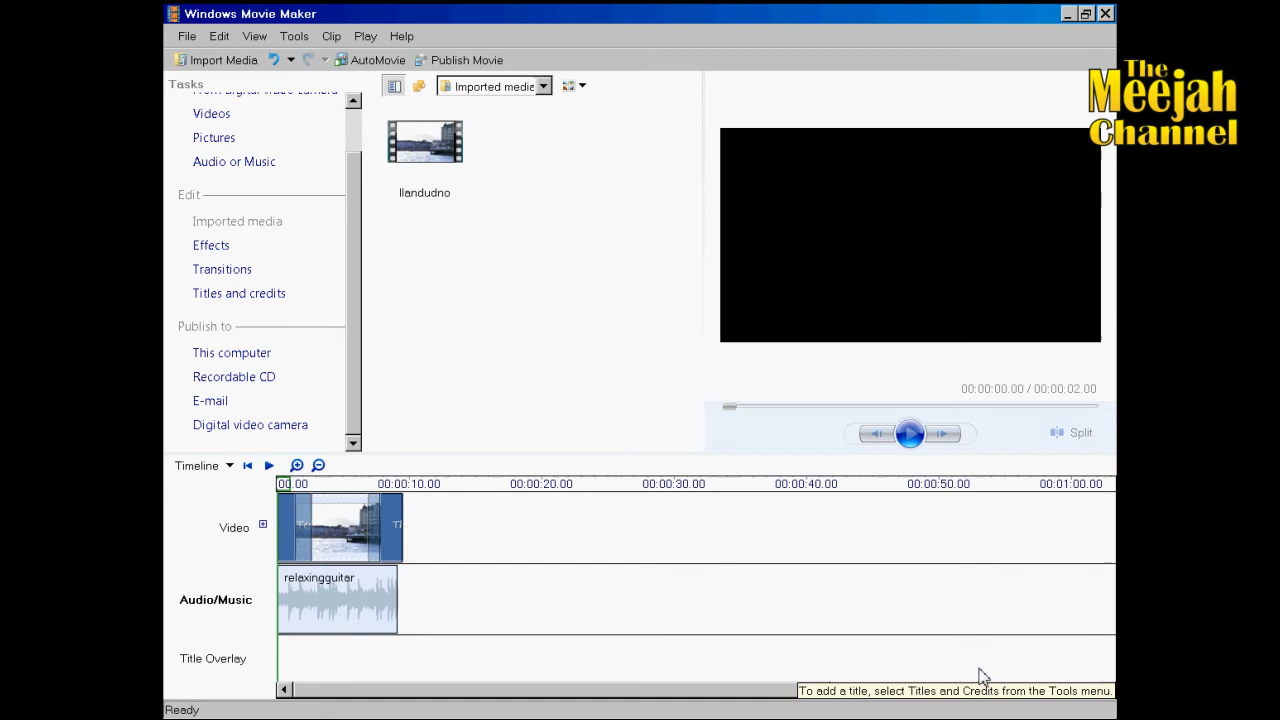 Windows Movie Maker
The
Meejah
Channel
File Edit View Tools Clip Play Help
Import Media AutoMovie Publish Movie
Tasks
From digital video camera
Imported media
Videos
Pictures
Audio or Music
llandudno
Edit
Imported media
Effects
Transitions
Titles and credits
Publish to
This computer
Recordable CD
E-mail
Digital video camera
00:00:00.00 / 00:00:02.00
Split
Timeline
00.00 00:00:10.00 00:00:20.00 00:00:30.00 00:00:40.00 00:00:50.00 00:01:00.00
Video
relaxingguitar
Audio/Music
Title Overlay
To add a title, select Titles and Credits from the Tools menu.
Ready